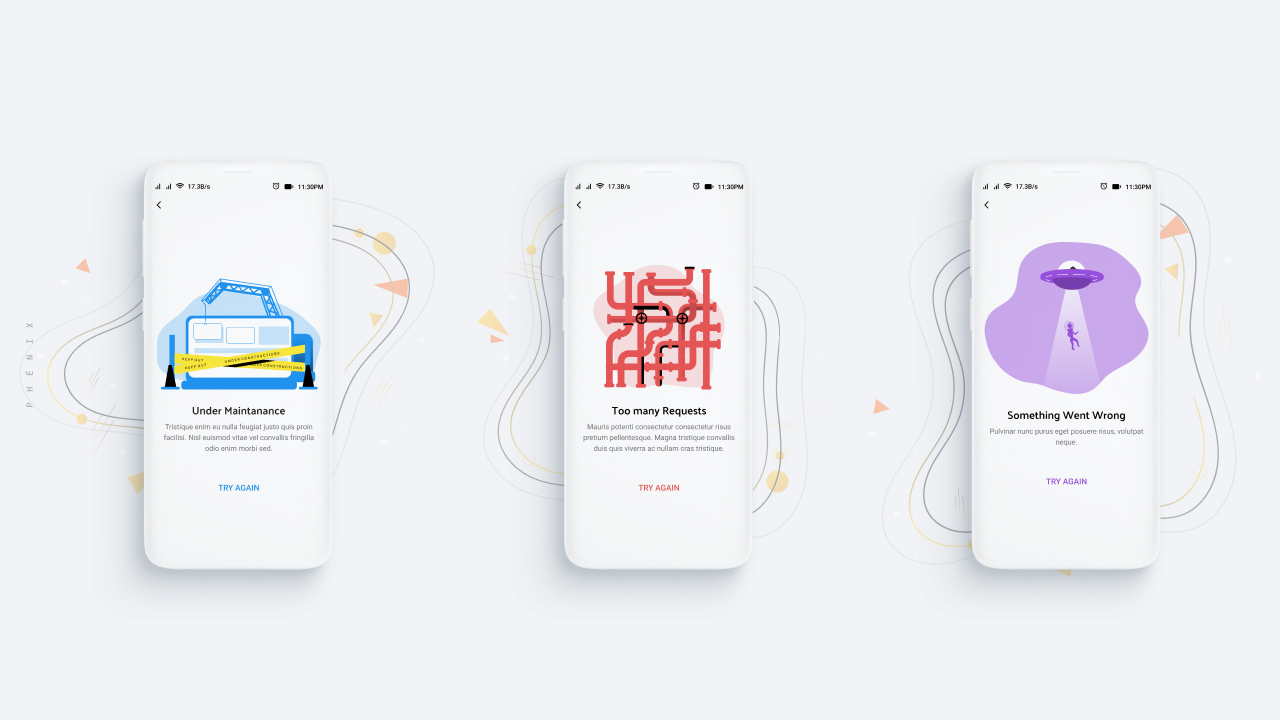 PHENIX
17.3B/s
11:30PM
KEEP OUT
UNDER CONSTRUCTIONS
KEEP OUT
CONSTRUCTIONS
Under Maintanance
Tristique enim eu nulla feugiat justo quis proin
facilisi. Nisl euismod vitae vel convallis fringilla
odio enim morbi sed.
TRY AGAIN
17.3B/s
11:30PM
Too many Requests
Mauris potenti consectetur consectetur risus
pretium pellentesque. Magna tristique convallis
duis quis viverra ac nullam cras tristique.
TRY AGAIN
17.3B/s
11:30PM
Something Went Wrong
Pulvinar nunc purus eget posuere risus, volutpat
neque.
TRY AGAIN